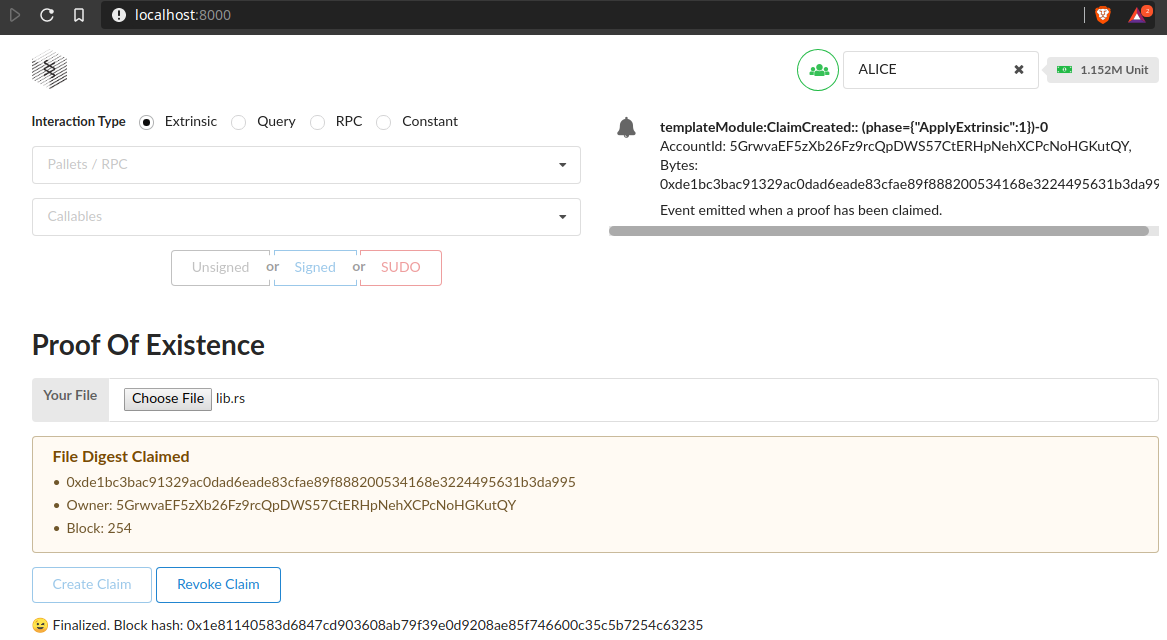 localhost:8000
2
ALICE
1.152M Unit
Interaction Type Extrinsic Query RPC Constant
Pallets / RPC
Callables
Unsigned or Signed or SUDO
templateModule:ClaimCreated:: (phase={"ApplyExtrinsic":1})-0
AccountId: 5GrwvaEF5zXb26Fz9rcQpDWS57CtERHpNehXCPcNoHGKutQY,
Bytes:
0xde1bc3bac91329ac0dad6eade83cfae89f888200534168e3224495631b3da995
Event emitted when a proof has been claimed.
Proof Of Existence
Your File Choose File lib.rs
File Digest Claimed
• 0xde1bc3bac91329ac0dad6eade83cfae89f888200534168e3224495631b3da995
• Owner: 5GrwvaEF5zXb26Fz9rcQpDWS57CtERHpNehXCPcNoHGKutQY
• Block: 254
Create Claim Revoke Claim
😉 Finalized. Block hash: 0x1e81140583d6847cd903608ab79f39e0d9208ae85f746600c35c5b7254c63235